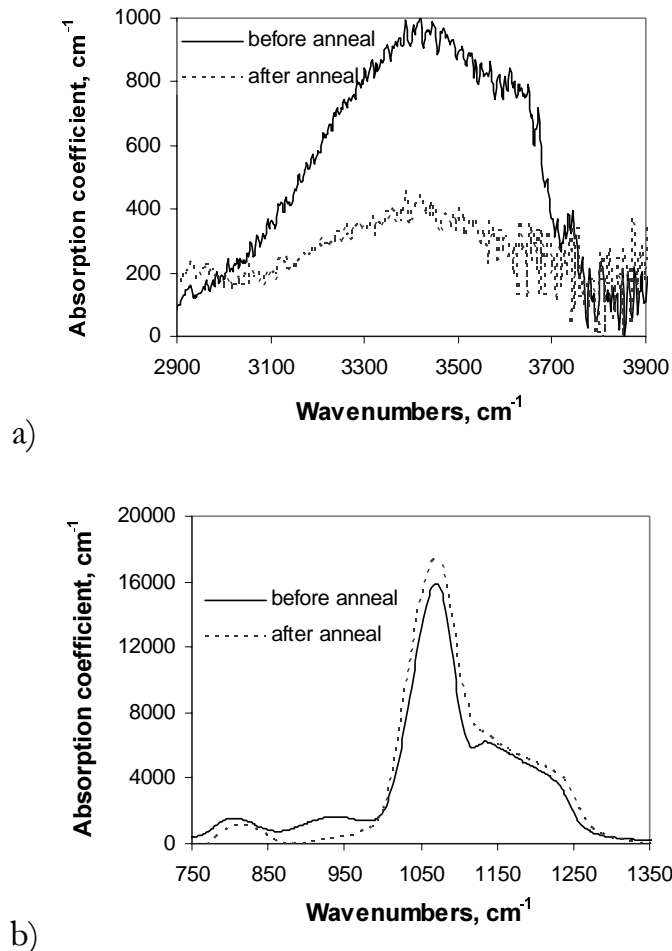 1000
800
600
400
200
0
Absorption coefficient, cm-1
before anneal
after anneal
2900 3100 3300 3500 3700 3900
Wavenumbers, cm-1
a)
20000
16000
12000
8000
4000
0
Absorption coefficient, cm-1
before anneal
after anneal
750 850 950 1050 1150 1250 1350
Wavenumbers, cm-1
b)